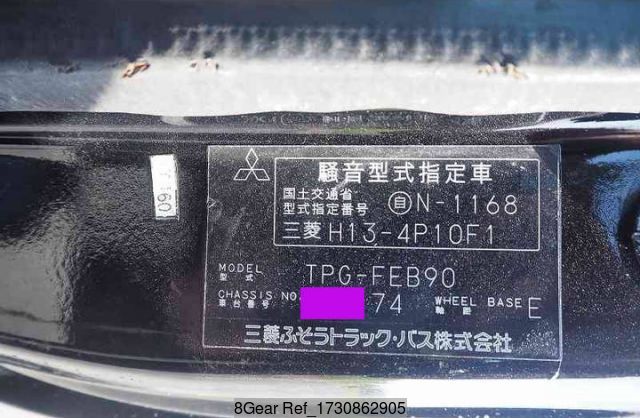 騒音型式指定車
国土交通省
型式指定番号 自N-1168
三菱 H13-4P10F1
MODEL
型式 TPG-FEB90
CHASSIS NO.
車台番号 74 WHEEL BASE
軸距 E
三菱ふそうトラック・バス株式会社
8Gear Ref_1730862905